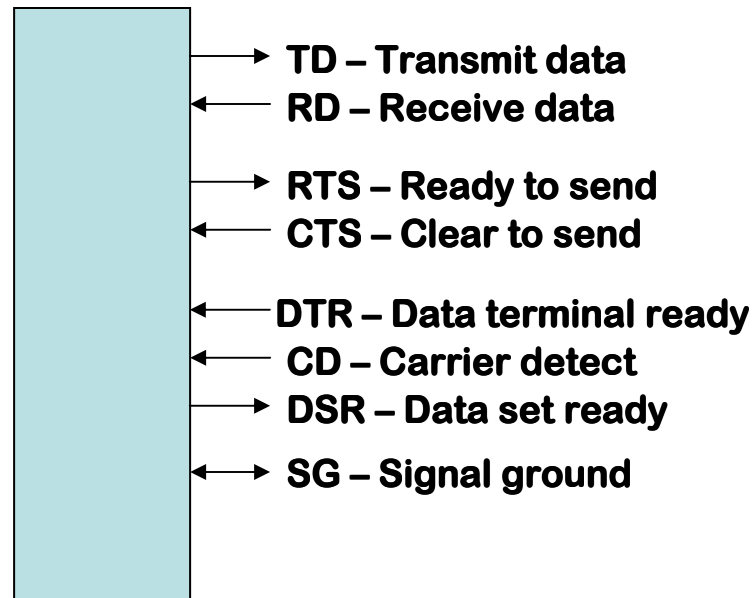 TD – Transmit data
RD – Receive data
RTS – Ready to send
CTS – Clear to send
DTR – Data terminal ready
CD – Carrier detect
DSR – Data set ready
SG – Signal ground